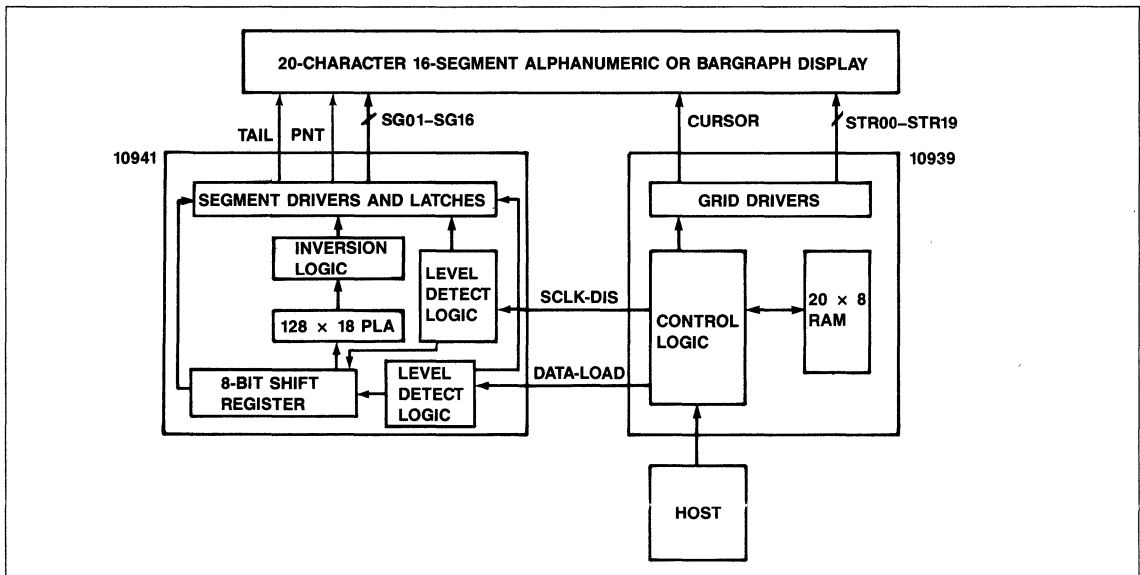 20-CHARACTER 16-SEGMENT ALPHANUMERIC OR BARGRAPH DISPLAY
TAIL
PNT
SG01–SG16
CURSOR
STR00–STR19
10941
10939
SEGMENT DRIVERS AND LATCHES
GRID DRIVERS
INVERSION
LOGIC
LEVEL
DETECT
LOGIC
SCLK-DIS
CONTROL
LOGIC
20 × 8
RAM
128 × 18 PLA
8-BIT SHIFT
REGISTER
LEVEL
DETECT
LOGIC
DATA-LOAD
HOST